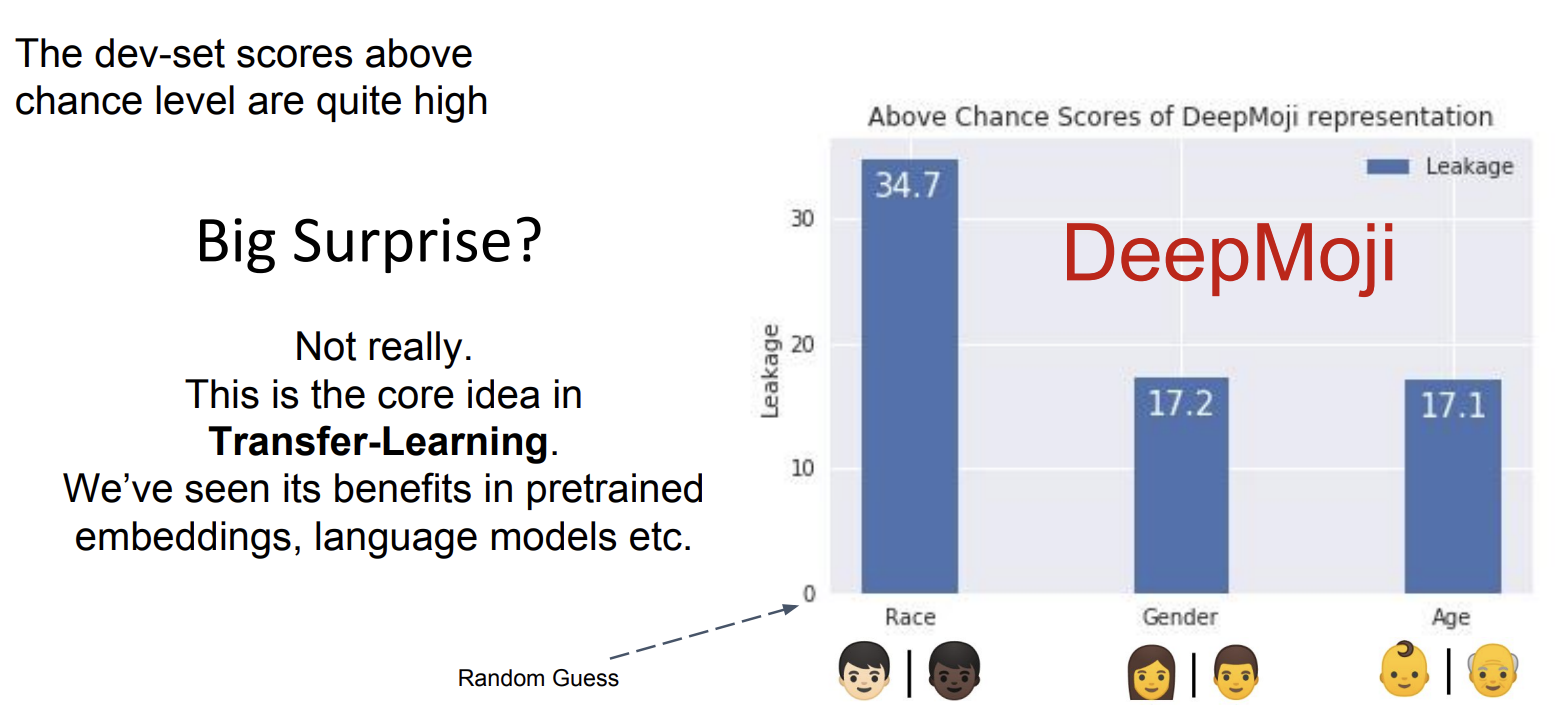 The dev-set scores above
chance level are quite high
Big Surprise?
Not really.
This is the core idea in
Transfer-Learning.
We’ve seen its benefits in pretrained
embeddings, language models etc.
Random Guess
Above Chance Scores of DeepMoji representation
Leakage
DeepMoji
Leakage
30
20
10
0
34.7
17.2
17.1
Race
Gender
Age